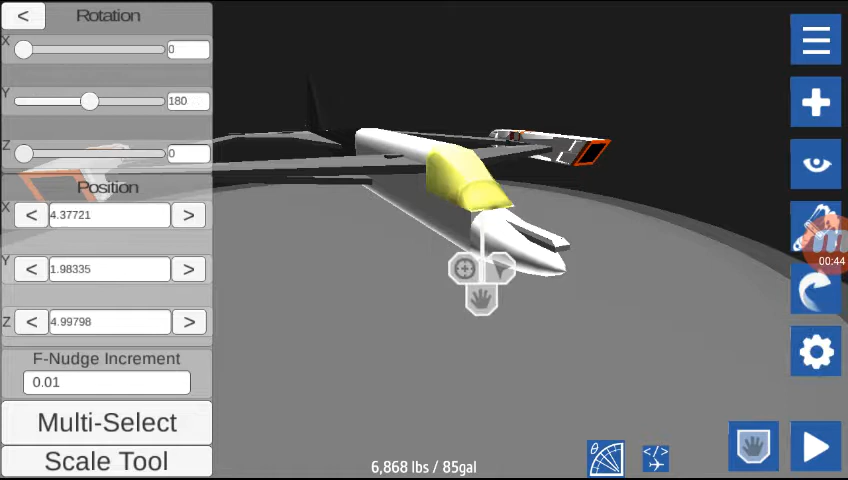 < Rotation
X 0
Y 180
Z 0
Position
X < 4.37721 >
Y < 1.98335 >
Z < 4.99798 >
F-Nudge Increment
0.01
Multi-Select
Scale Tool
00:44
6,868 lbs / 85gal
θ
</>